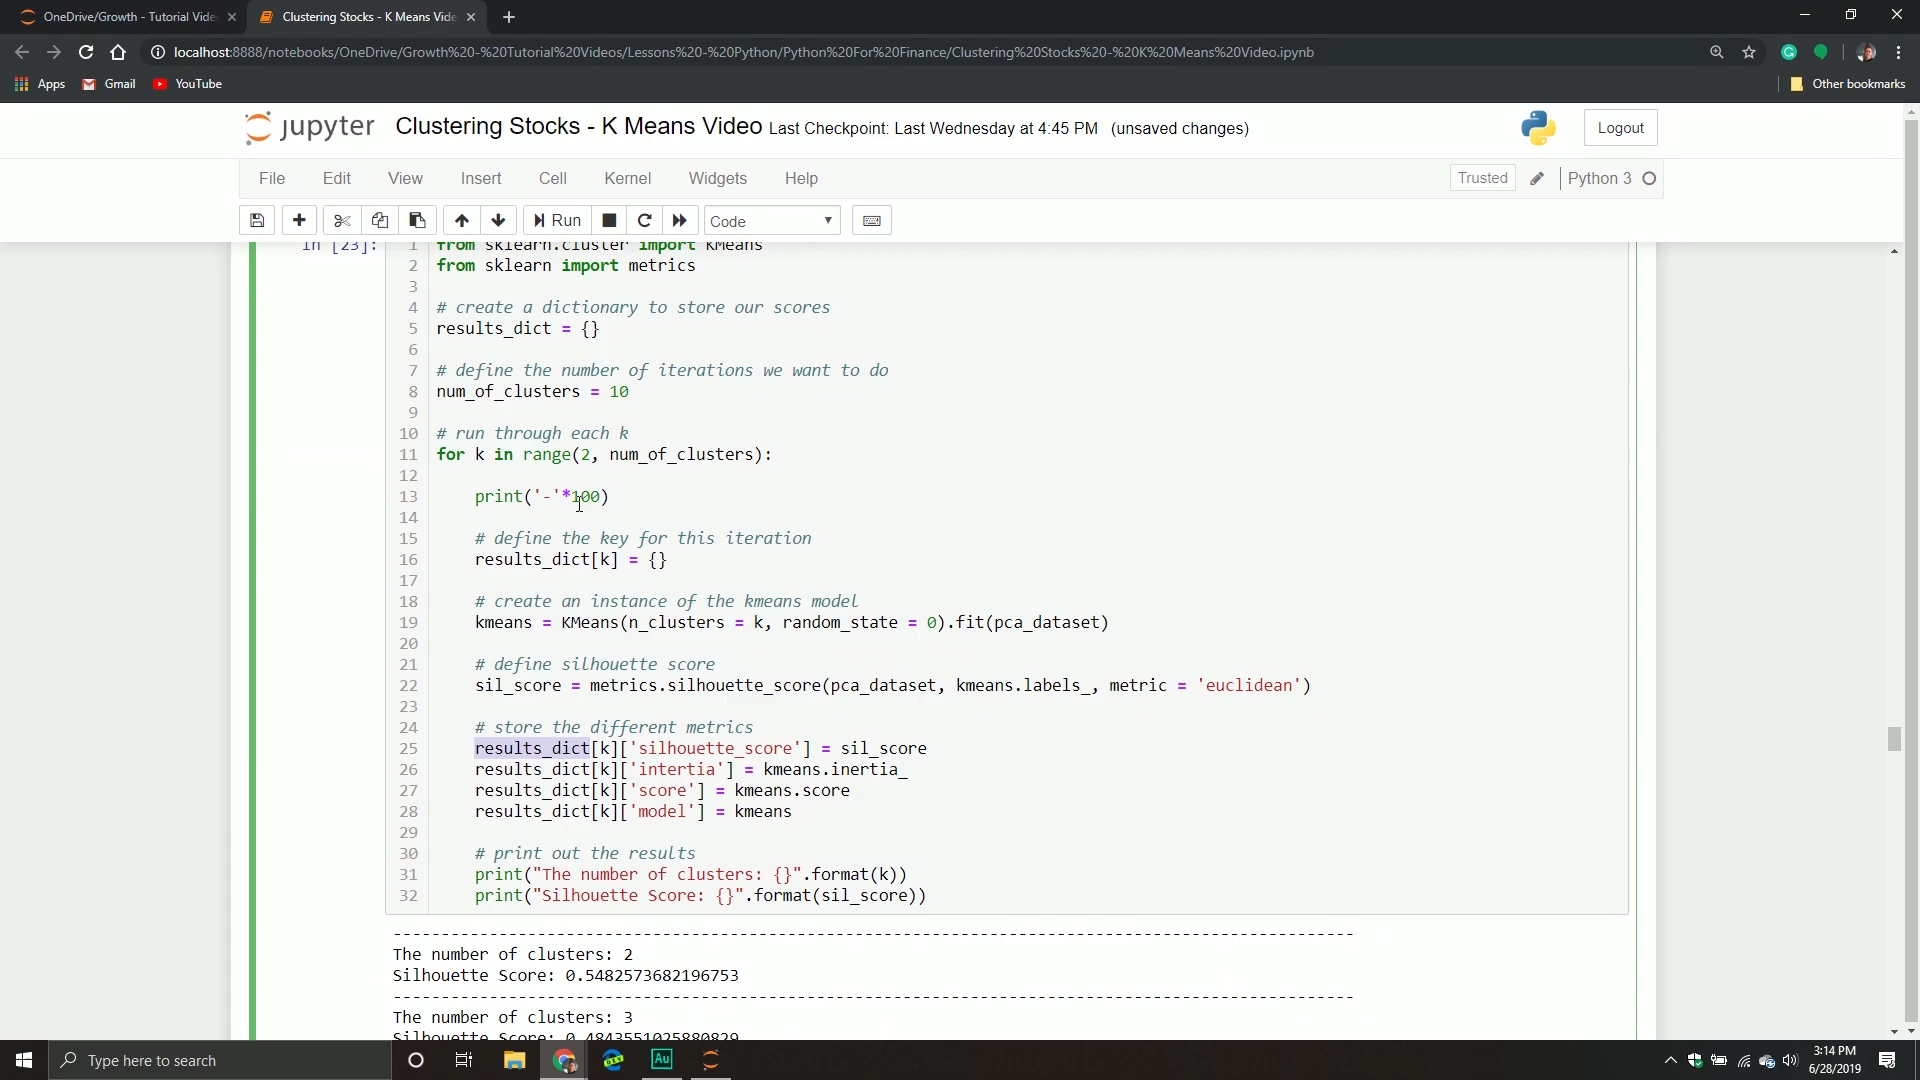 OneDrive/Growth - Tutorial Vide
Clustering Stocks - K Means Vide
localhost:8888/notebooks/OneDrive/Growth%20-%20Tutorial%20Videos/Lessons%20-%20Python/Python%20For%20Finance/Clustering%20Stocks%20-%20K%20Means%20Video.ipynb
Apps Gmail YouTube Other bookmarks
jupyter Clustering Stocks - K Means Video Last Checkpoint: Last Wednesday at 4:45 PM (unsaved changes) Logout
File Edit View Insert Cell Kernel Widgets Help Trusted Python 3
Run Code
In [23]: 1 from sklearn.cluster import KMeans
2 from sklearn import metrics
3
4 # create a dictionary to store our scores
5 results_dict = {}
6
7 # define the number of iterations we want to do
8 num_of_clusters = 10
9
10 # run through each k
11 for k in range(2, num_of_clusters):
12
13 print('-'*100)
14
15 # define the key for this iteration
16 results_dict[k] = {}
17
18 # create an instance of the kmeans model
19 kmeans = KMeans(n_clusters = k, random_state = 0).fit(pca_dataset)
20
21 # define silhouette score
22 sil_score = metrics.silhouette_score(pca_dataset, kmeans.labels_, metric = 'euclidean')
23
24 # store the different metrics
25 results_dict[k]['silhouette_score'] = sil_score
26 results_dict[k]['intertia'] = kmeans.inertia_
27 results_dict[k]['score'] = kmeans.score
28 results_dict[k]['model'] = kmeans
29
30 # print out the results
31 print("The number of clusters: {}".format(k))
32 print("Silhouette Score: {}".format(sil_score))
----------------------------------------------------------------------------------------------------
The number of clusters: 2
Silhouette Score: 0.5482573682196753
----------------------------------------------------------------------------------------------------
The number of clusters: 3
Silhouette Score: 0.4843551025880829
Type here to search
Au
3:14 PM
6/28/2019